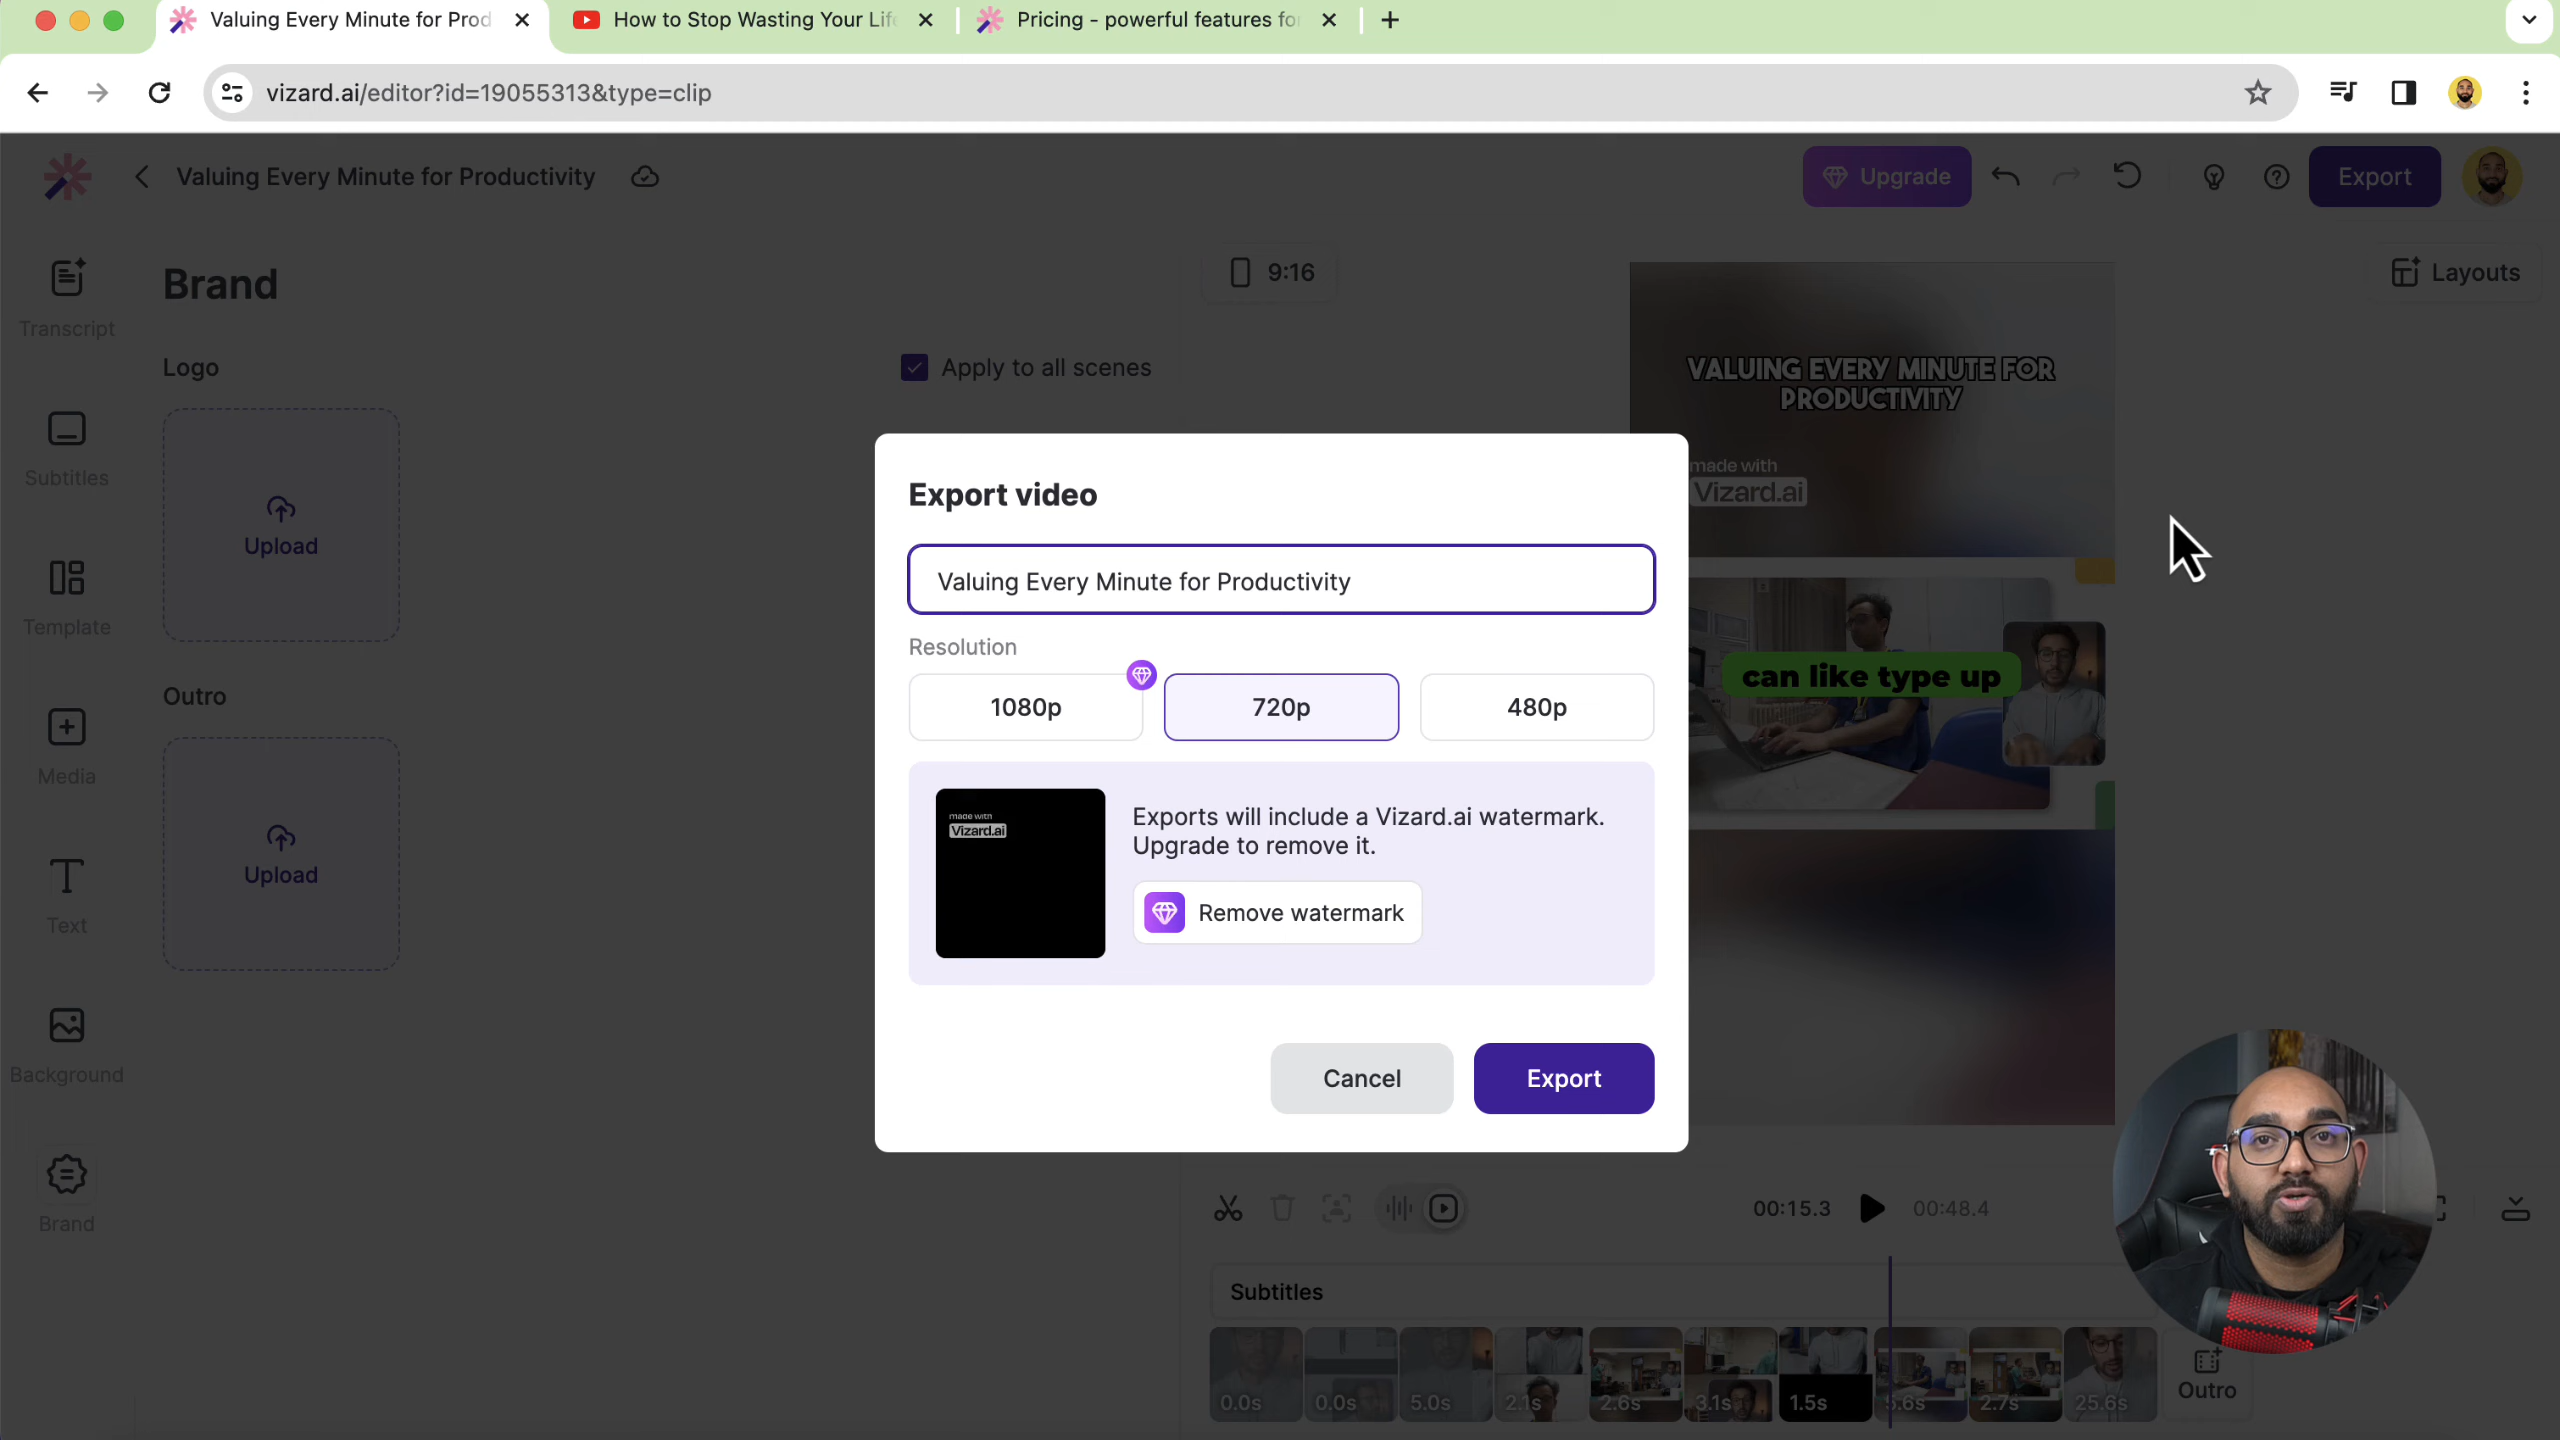 Valuing Every Minute for Prod
How to Stop Wasting Your Life
Pricing - powerful features for
vizard.ai/editor?id=19055313&type=clip
Valuing Every Minute for Productivity
Upgrade
Export
Transcript
Subtitles
Template
Media
Text
Background
Brand
Brand
Logo
Apply to all scenes
Upload
Outro
Upload
9:16
Layouts
VALUING EVERY MINUTE FOR
PRODUCTIVITY
made with
Vizard.ai
can like type up
Export video
Valuing Every Minute for Productivity
Resolution
1080p
720p
480p
made with
Vizard.ai
Exports will include a Vizard.ai watermark.
Upgrade to remove it.
Remove watermark
Cancel
Export
00:15.3
00:48.4
Subtitles
0.0s
0.0s
5.0s
2.1s
2.6s
3.1s
1.5s
5.6s
2.7s
25.6s
Outro